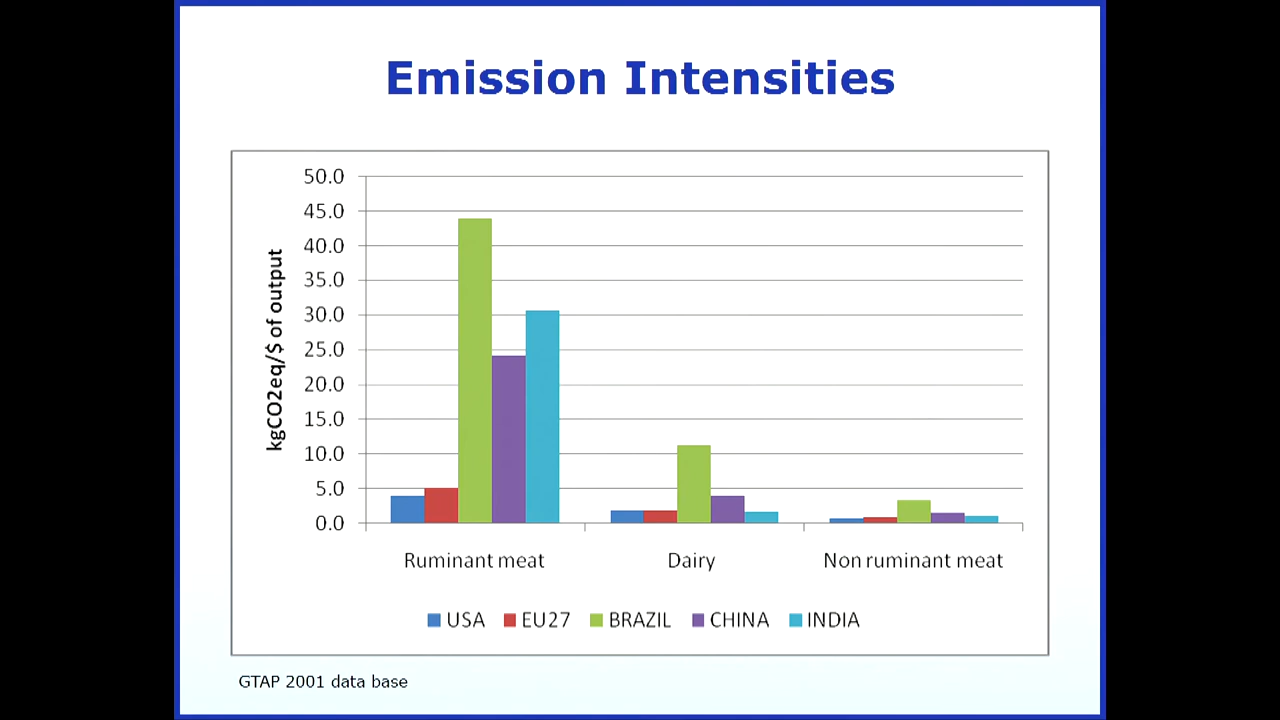 Emission Intensities
kgCO2eq/$ of output
50.0
45.0
40.0
35.0
30.0
25.0
20.0
15.0
10.0
5.0
0.0
Ruminant meat Dairy Non ruminant meat
USA EU27 BRAZIL CHINA INDIA
GTAP 2001 data base